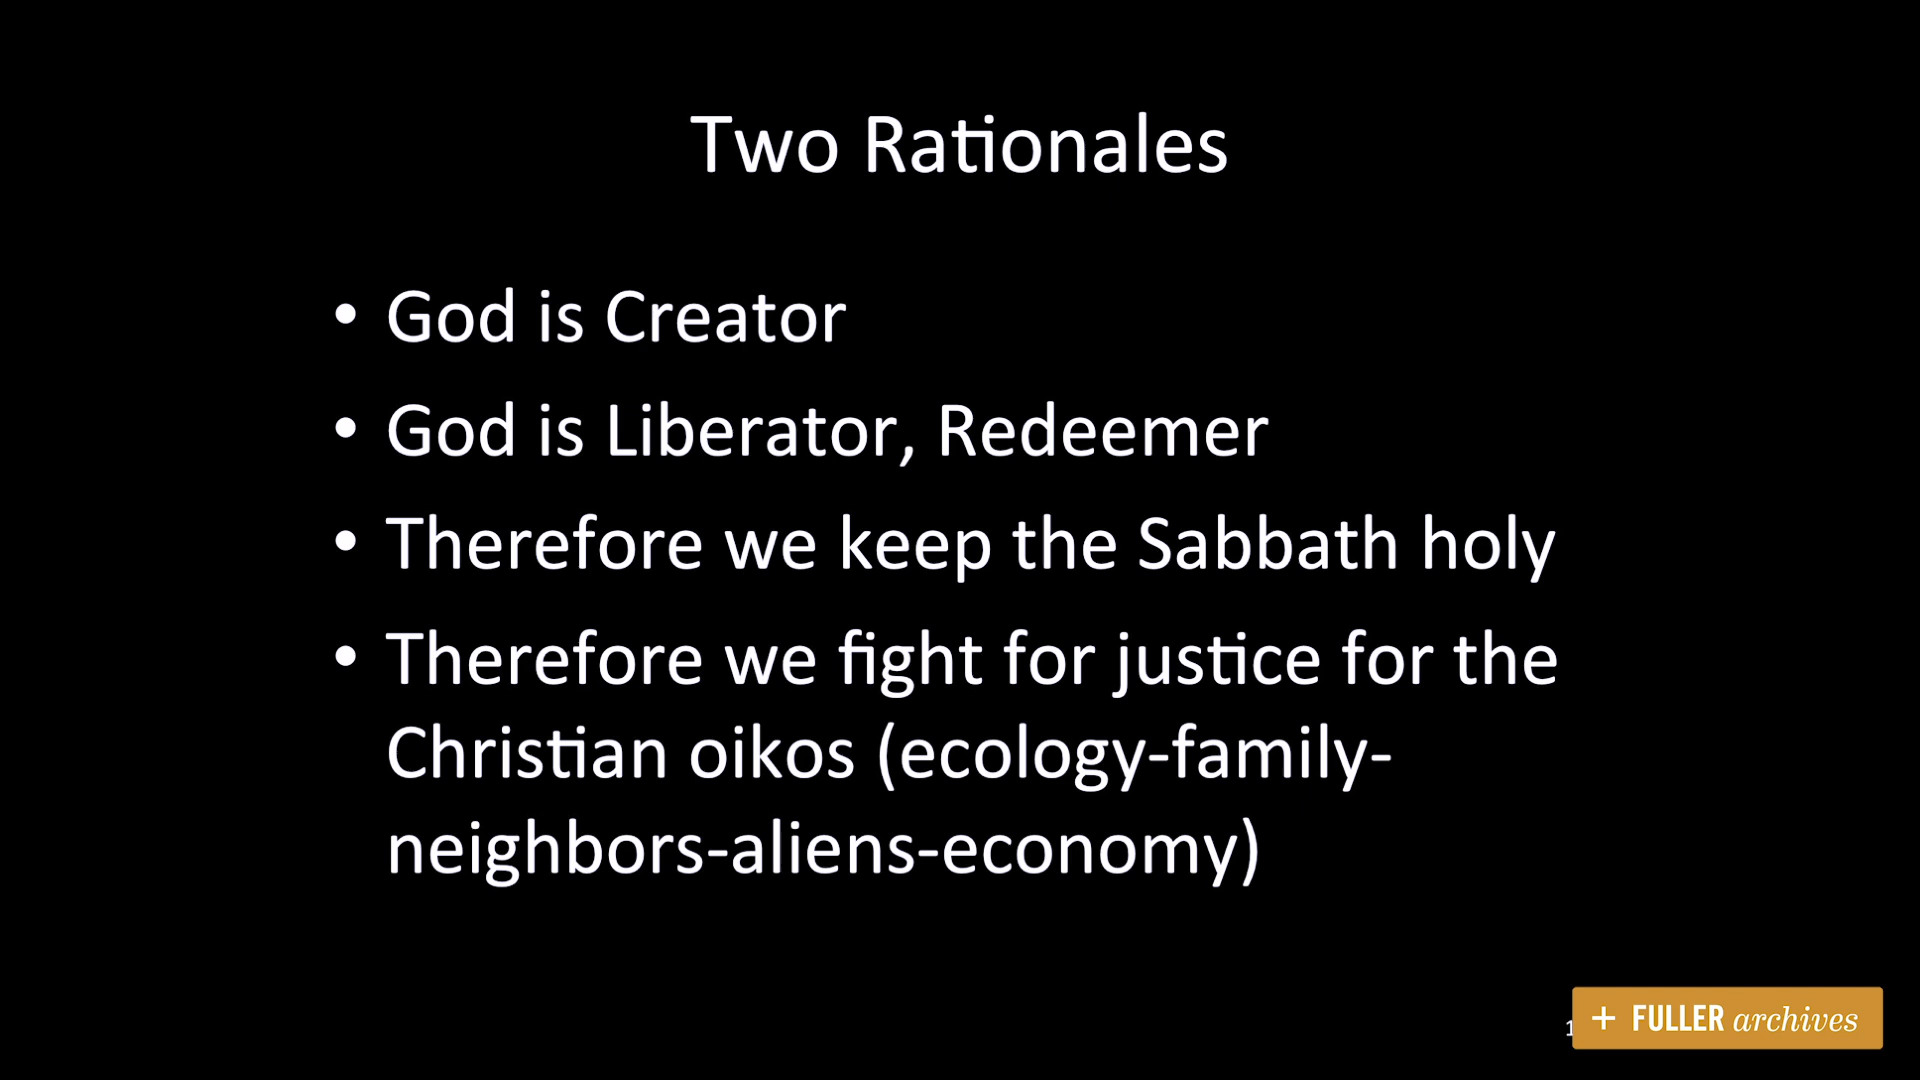 Two Rationales
• God is Creator
• God is Liberator, Redeemer
• Therefore we keep the Sabbath holy
• Therefore we fight for justice for the
Christian oikos (ecology-family-
neighbors-aliens-economy)
+ FULLER archives